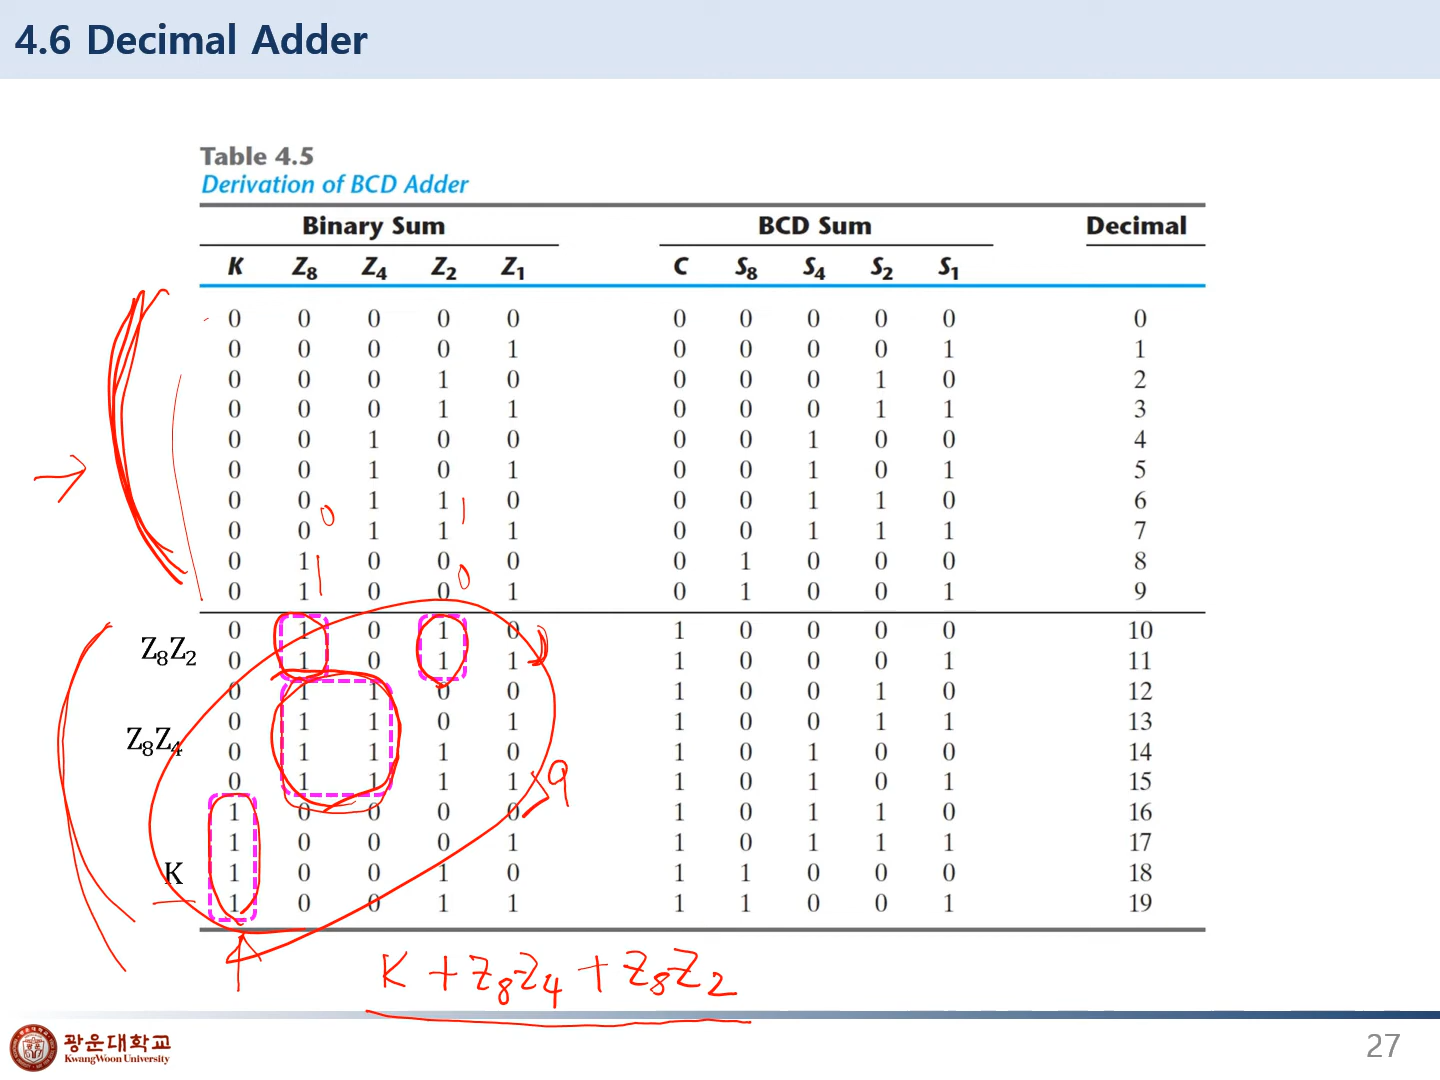 4.6 Decimal Adder
Table 4.5
Derivation of BCD Adder
Binary Sum BCD Sum Decimal
K Z8 Z4 Z2 Z1 C S8 S4 S2 S1
0 0 0 0 0 0 0 0 0 0 0
0 0 0 0 1 0 0 0 0 1 1
0 0 0 1 0 0 0 0 1 0 2
0 0 0 1 1 0 0 0 1 1 3
0 0 1 0 0 0 0 1 0 0 4
0 0 1 0 1 0 0 1 0 1 5
0 0 1 1 0 0 0 1 1 0 6
0 1
0 0 1 1 1 0 0 1 1 1 7
0 1 0 0 0 0 1 0 0 0 8
1 0
0 1 0 0 1 0 1 0 0 1 9
0 1 0 1 0 1 0 0 0 0 10
Z8Z2
0 1 0 1 1 1 0 0 0 1 11
0 1 1 0 0 1 0 0 1 0 12
0 1 1 0 1 1 0 0 1 1 13
Z8Z4
0 1 1 1 0 1 0 1 0 0 14
0 1 1 1 1 1 0 1 0 1 15
9
1 0 0 0 0 1 0 1 1 0 16
1 0 0 0 1 1 0 1 1 1 17
K
1 0 0 1 0 1 1 0 0 0 18
1 0 0 1 1 1 1 0 0 1 19
K + Z8Z4 + Z8Z2
광운대학교
KwangWoon University
27